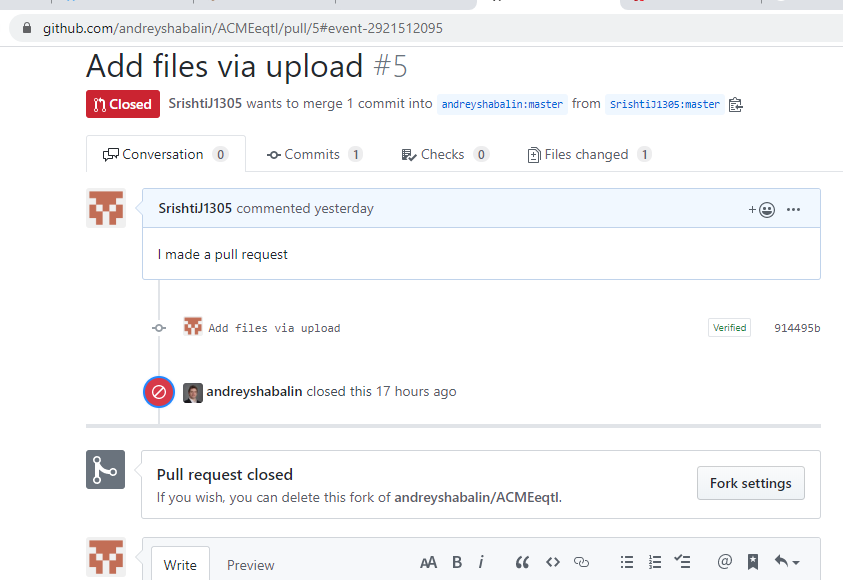 github.com/andreyshabalin/ACMEeqtl/pull/5#event-2921512095
Add files via upload #5
Closed SrishtiJ1305 wants to merge 1 commit into andreyshabalin:master from SrishtiJ1305:master
Conversation 0 Commits 1 Checks 0 Files changed 1
SrishtiJ1305 commented yesterday
I made a pull request
Add files via upload Verified 914495b
andreyshabalin closed this 17 hours ago
Pull request closed
If you wish, you can delete this fork of andreyshabalin/ACMEeqtl.
Fork settings
Write Preview AA B i “ <> @